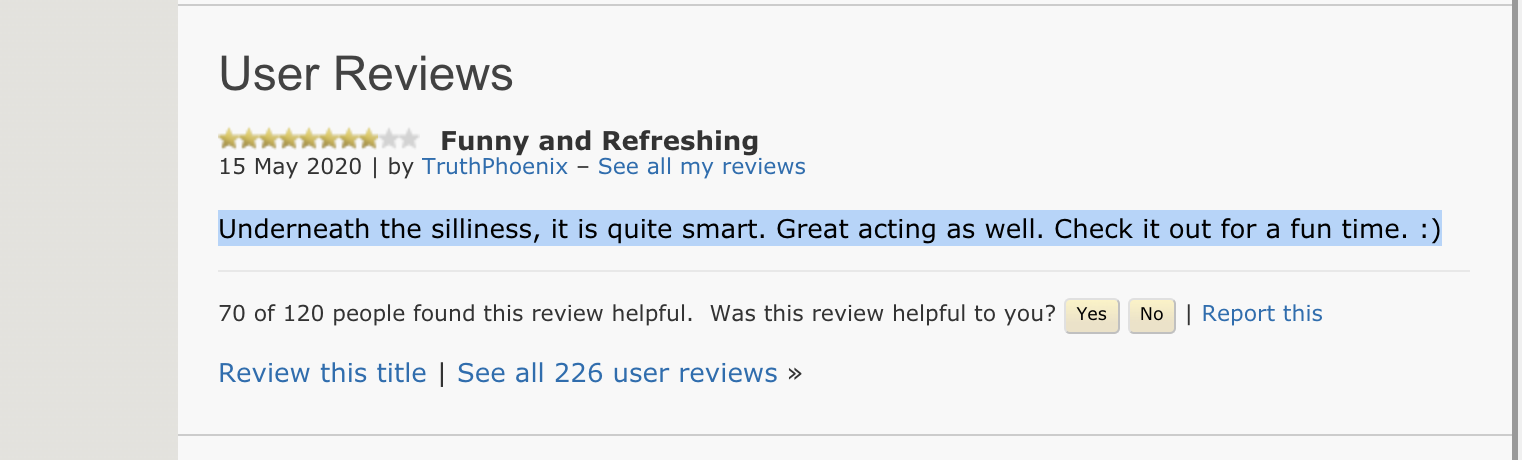 User Reviews
Funny and Refreshing
15 May 2020 | by TruthPhoenix – See all my reviews
Underneath the silliness, it is quite smart. Great acting as well. Check it out for a fun time. :)
70 of 120 people found this review helpful.  Was this review helpful to you? Yes No | Report this
Review this title | See all 226 user reviews »